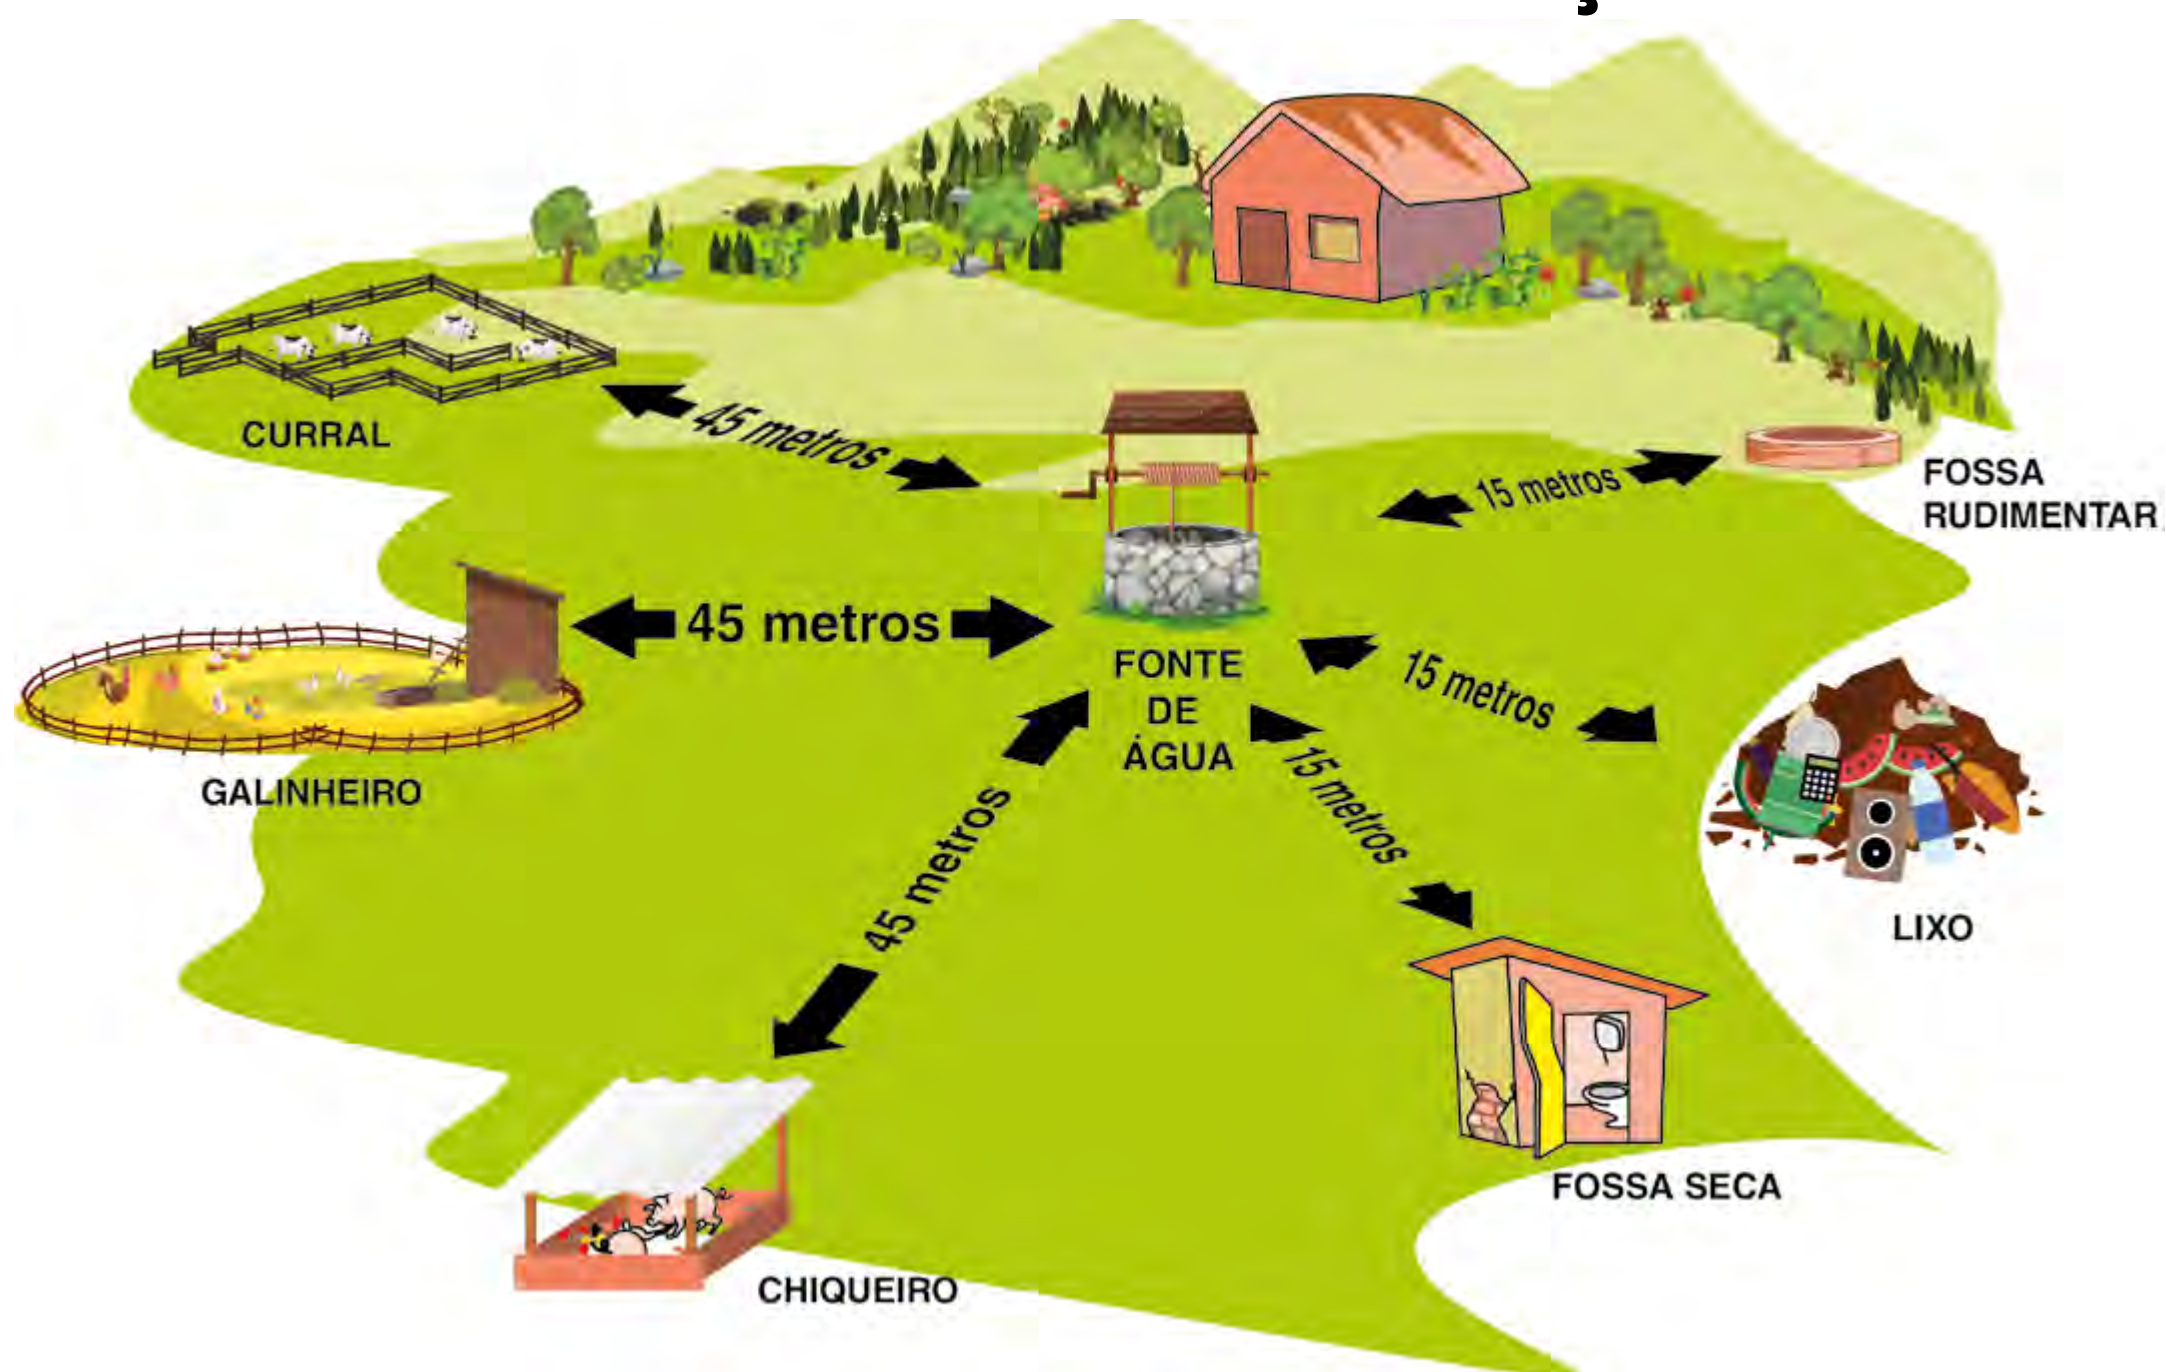 CURRAL
45 metros
15 metros
FOSSA
RUDIMENTAR
45 metros
FONTE
DE
ÁGUA
15 metros
GALINHEIRO
45 metros
15 metros
LIXO
FOSSA SECA
CHIQUEIRO